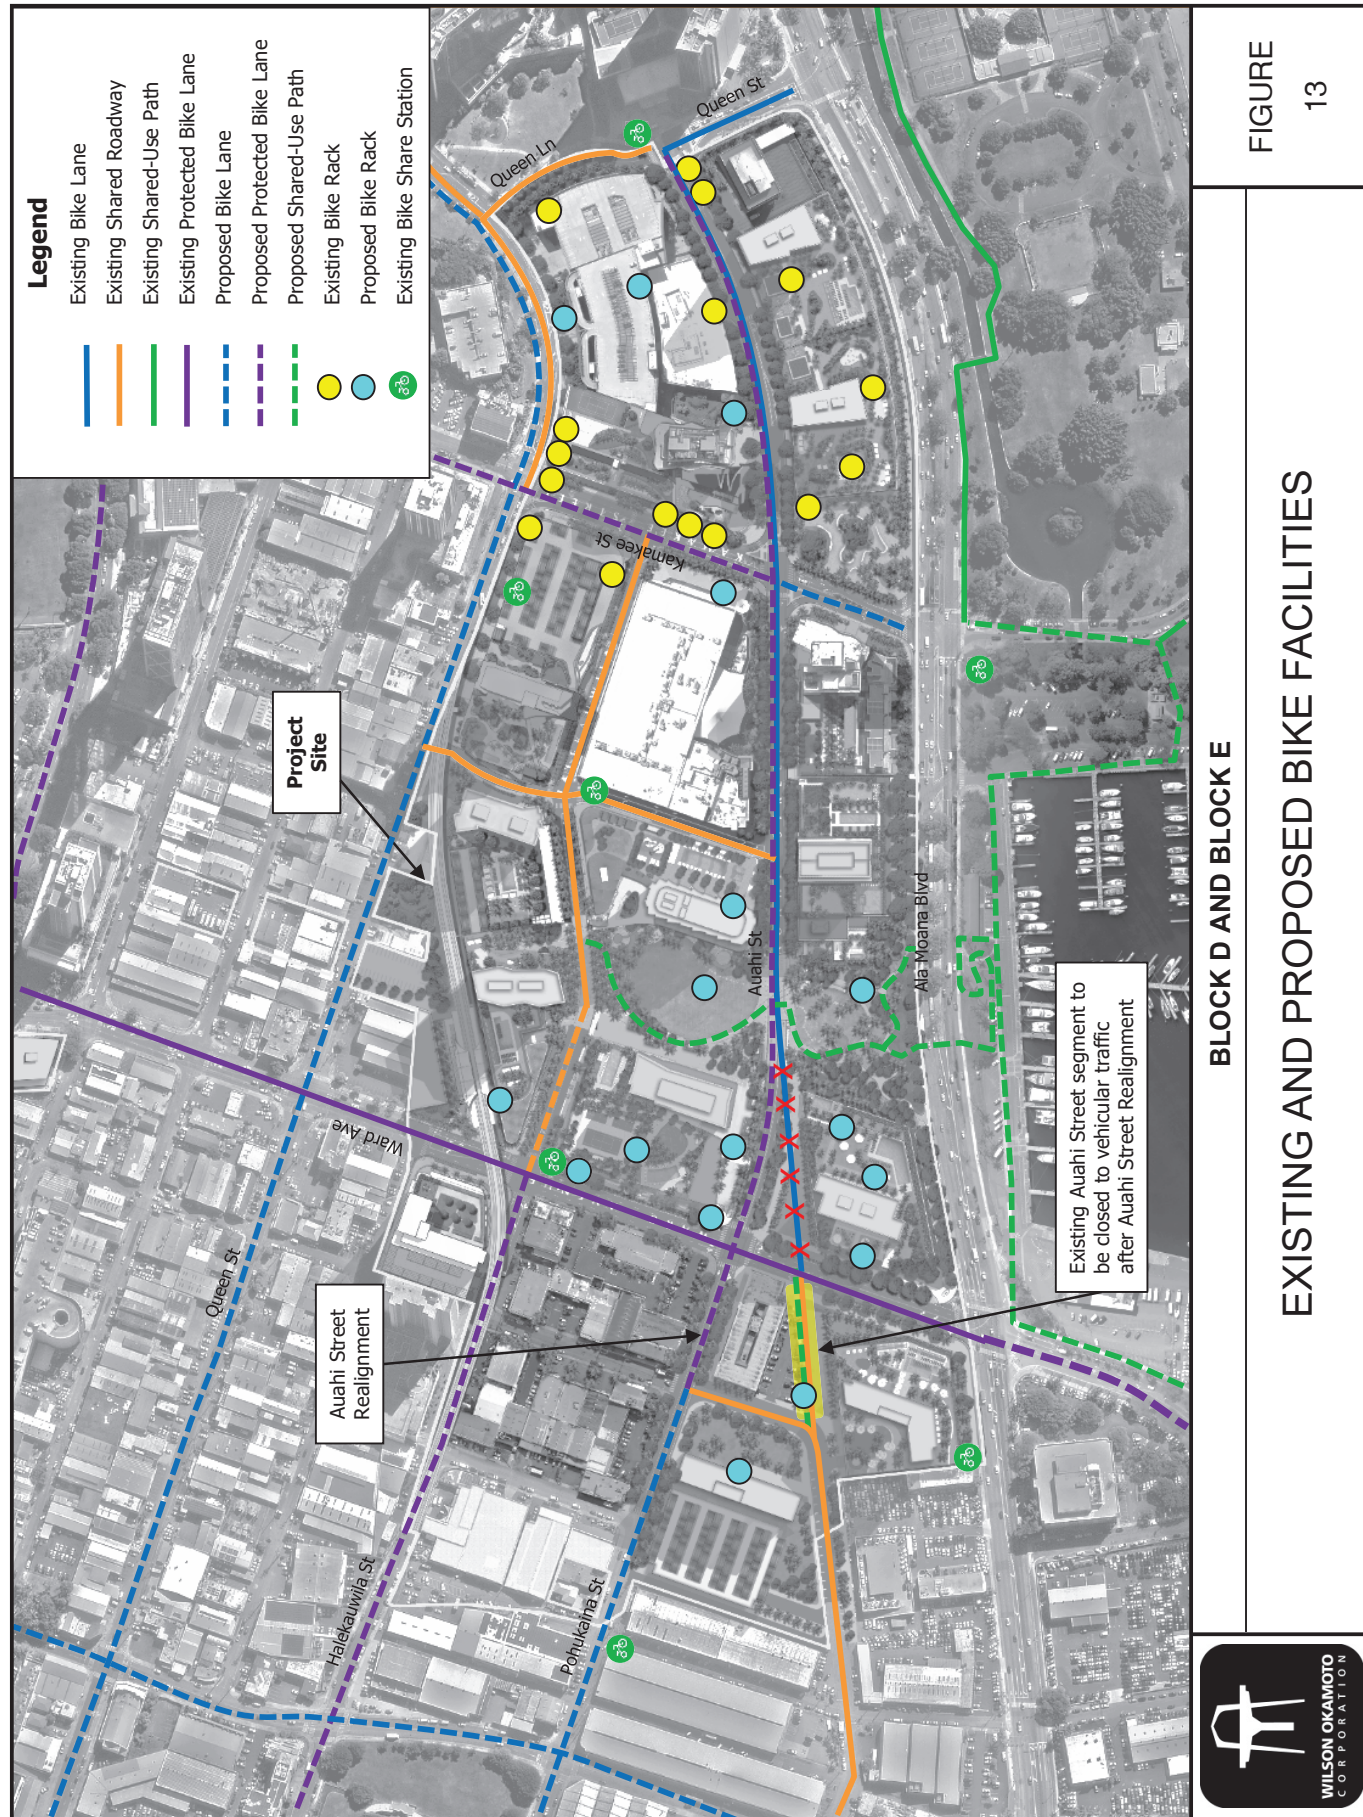 Legend
Existing Bike Lane
Existing Shared Roadway
Existing Shared-Use Path
Existing Protected Bike Lane
Proposed Bike Lane
Proposed Protected Bike Lane
Proposed Shared-Use Path
Existing Bike Rack
Proposed Bike Rack
Existing Bike Share Station
Queen St
Queen Ln
Kamakee St
Project
Site
Ward Ave
Queen St
Auahi St
Ala Moana Blvd
Auahi Street
Realignment
Existing Auahi Street segment to
be closed to vehicular traffic
after Auahi Street Realignment
Halekauwila St
Pohukaina St
WILSON OKAMOTO
CORPORATION
BLOCK D AND BLOCK E
EXISTING AND PROPOSED BIKE FACILITIES
FIGURE
13